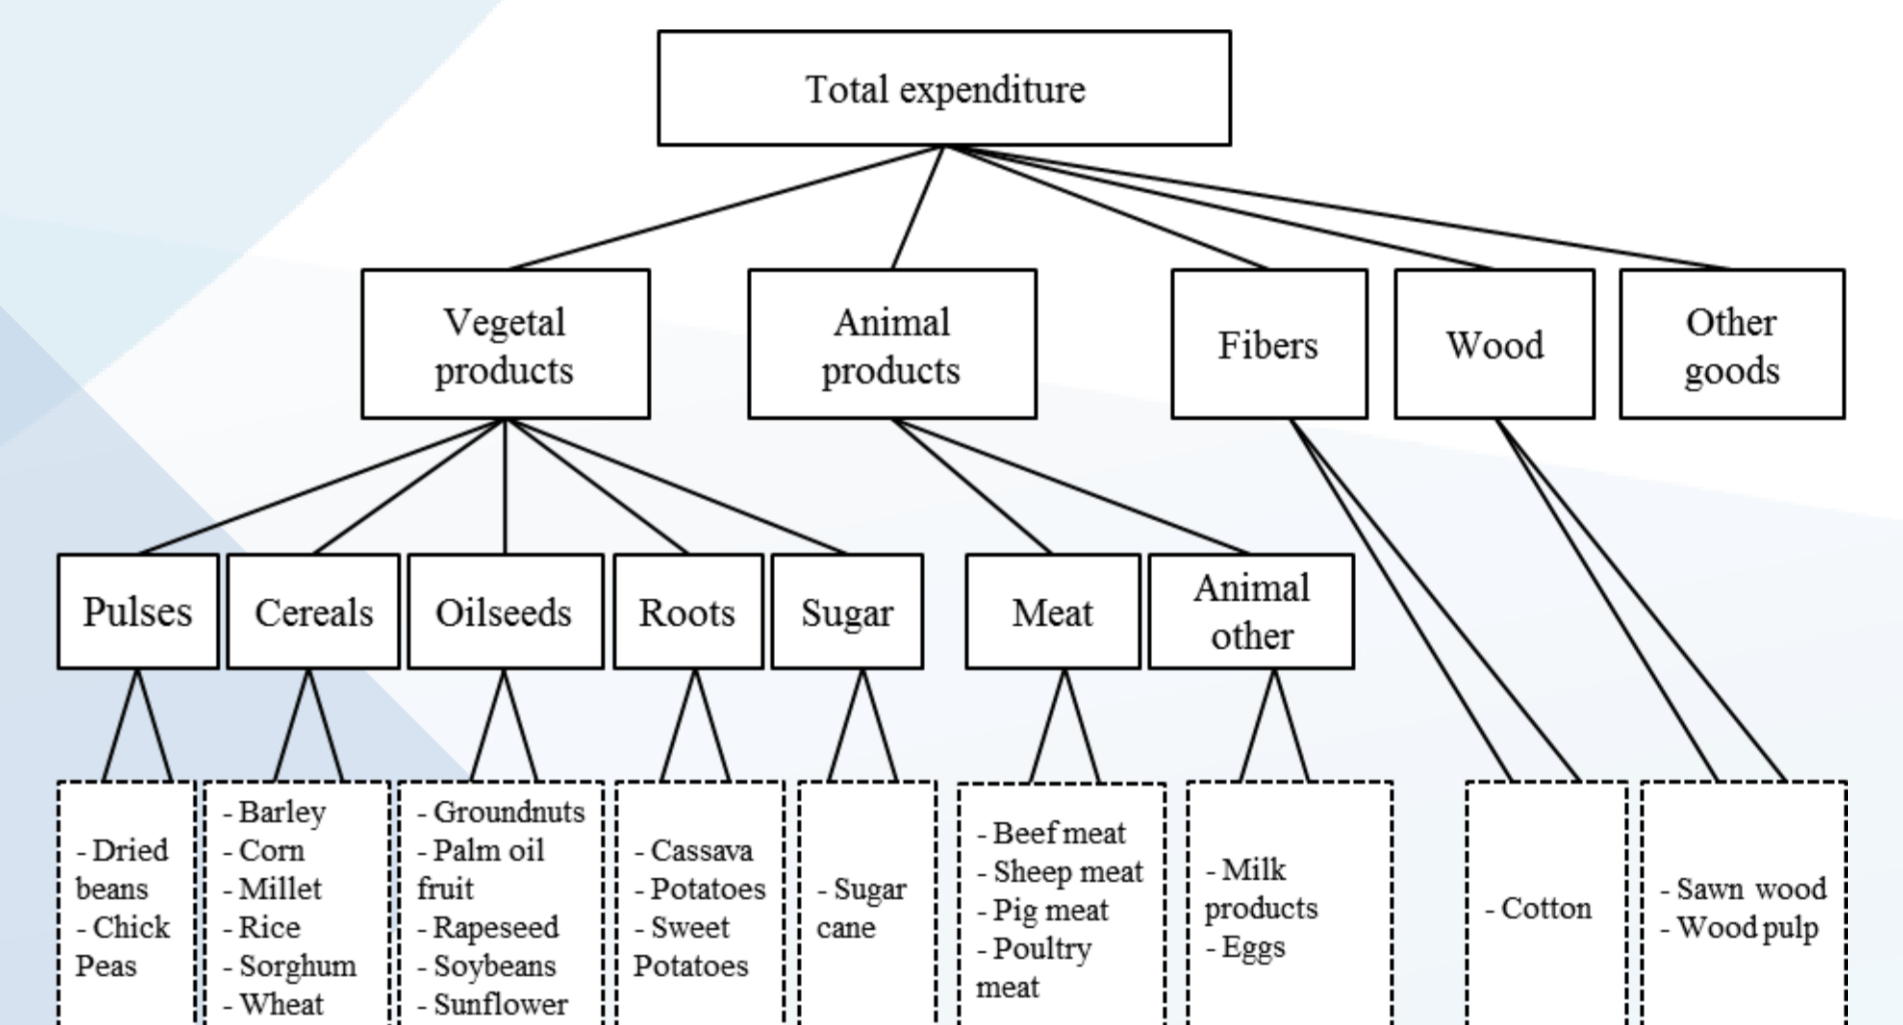 Total expenditure
Vegetal
products
Animal
products
Fibers
Wood
Other
goods
Pulses
Cereals
Oilseeds
Roots
Sugar
Meat
Animal
other
- Dried
beans
- Chick
Peas
- Barley
- Corn
- Millet
- Rice
- Sorghum
- Wheat
- Groundnuts
- Palm oil
fruit
- Rapeseed
- Soybeans
- Sunflower
- Cassava
- Potatoes
- Sweet
Potatoes
- Sugar
cane
- Beef meat
- Sheep meat
- Pig meat
- Poultry
meat
- Milk
products
- Eggs
- Cotton
- Sawn wood
- Wood pulp